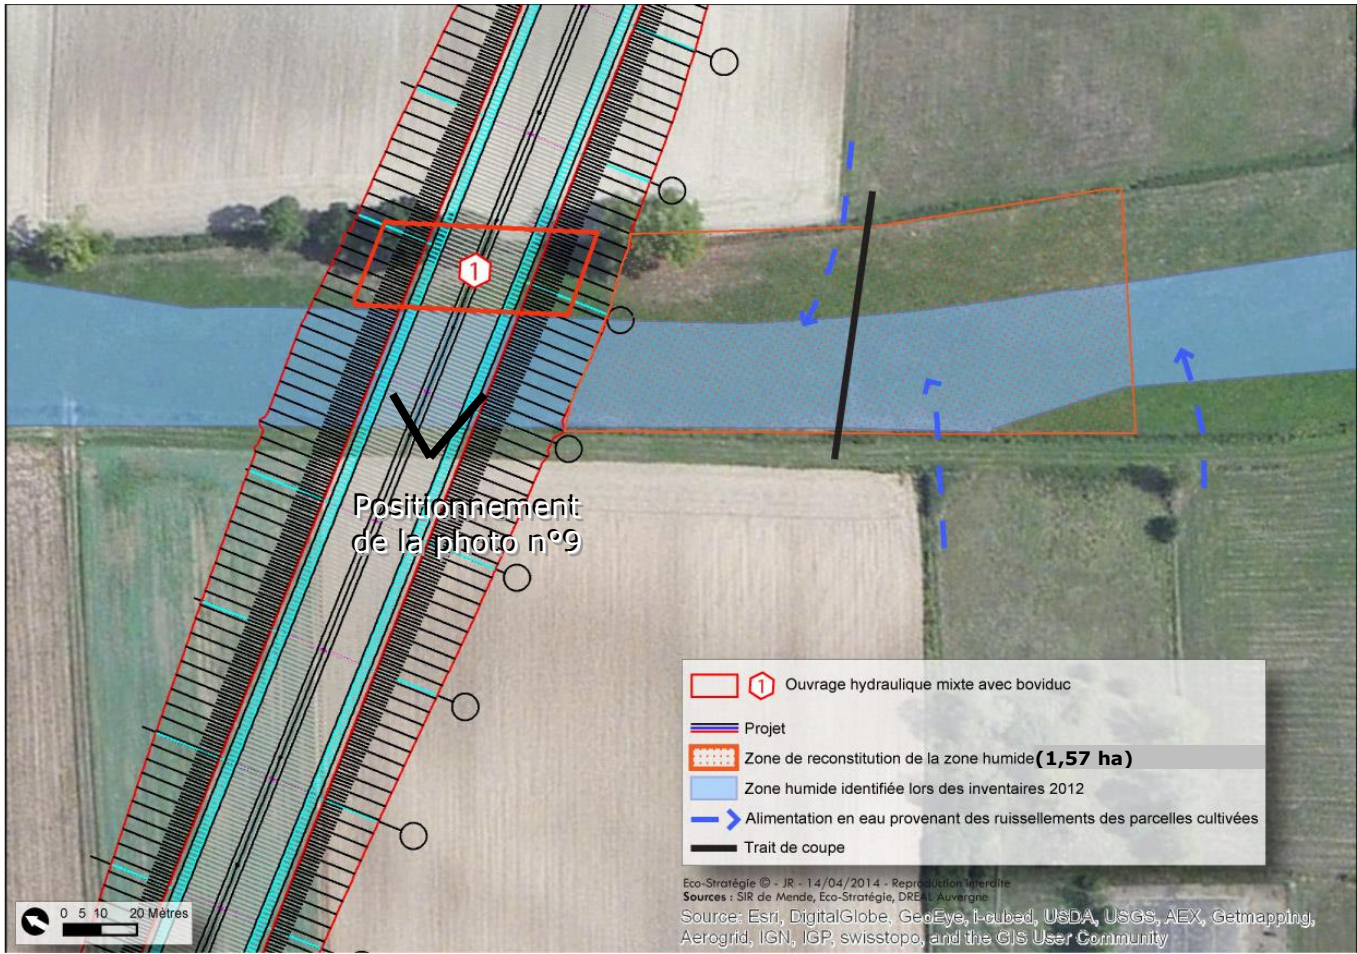 1
Positionnement
de la photo n°9
1 Ouvrage hydraulique mixte avec boviduc
Projet
Zone de reconstitution de la zone humide (1,57 ha)
Zone humide identifiée lors des inventaires 2012
Alimentation en eau provenant des ruissellements des parcelles cultivées
Trait de coupe
Eco-Stratégie © - JR - 14/04/2014 - Reproduction interdite
Sources : SIR de Mende, Eco-Stratégie, DREAL Auvergne
Source: Esri, DigitalGlobe, GeoEye, i-cubed, USDA, USGS, AEX, Getmapping,
Aerogrid, IGN, IGP, swisstopo, and the GIS User Community
0 5 10 20 Mètres